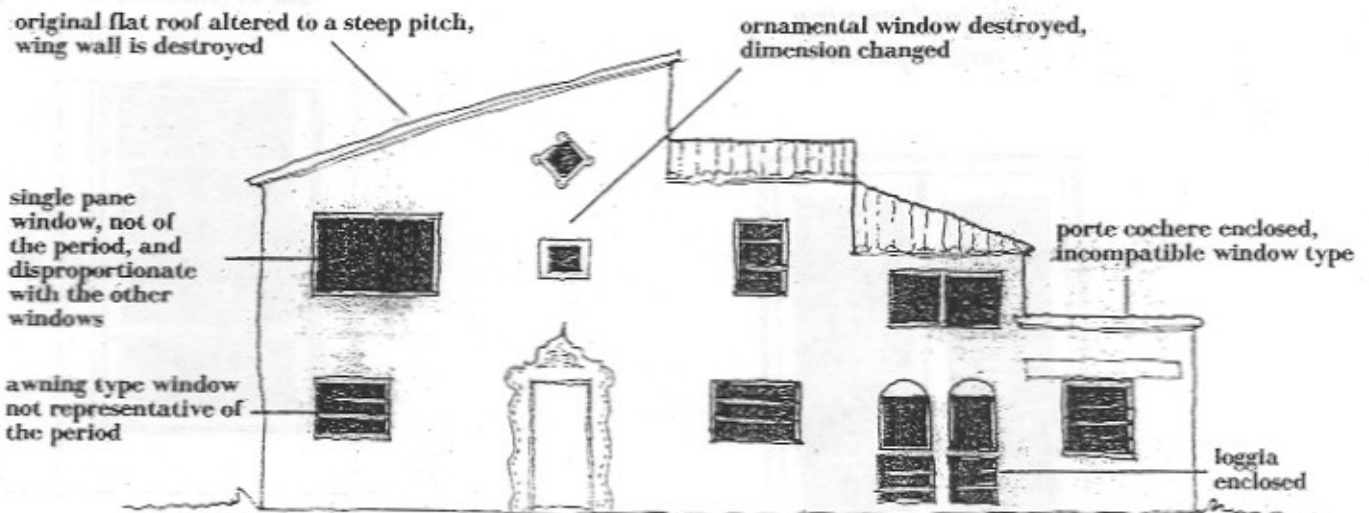 original flat roof altered to a steep pitch,
wing wall is destroyed
ornamental window destroyed,
dimension changed
single pane
window, not of
the period, and
disproportionate
with the other
windows
porte cochere enclosed,
incompatible window type
awning type window
not representative of
the period
loggia
enclosed